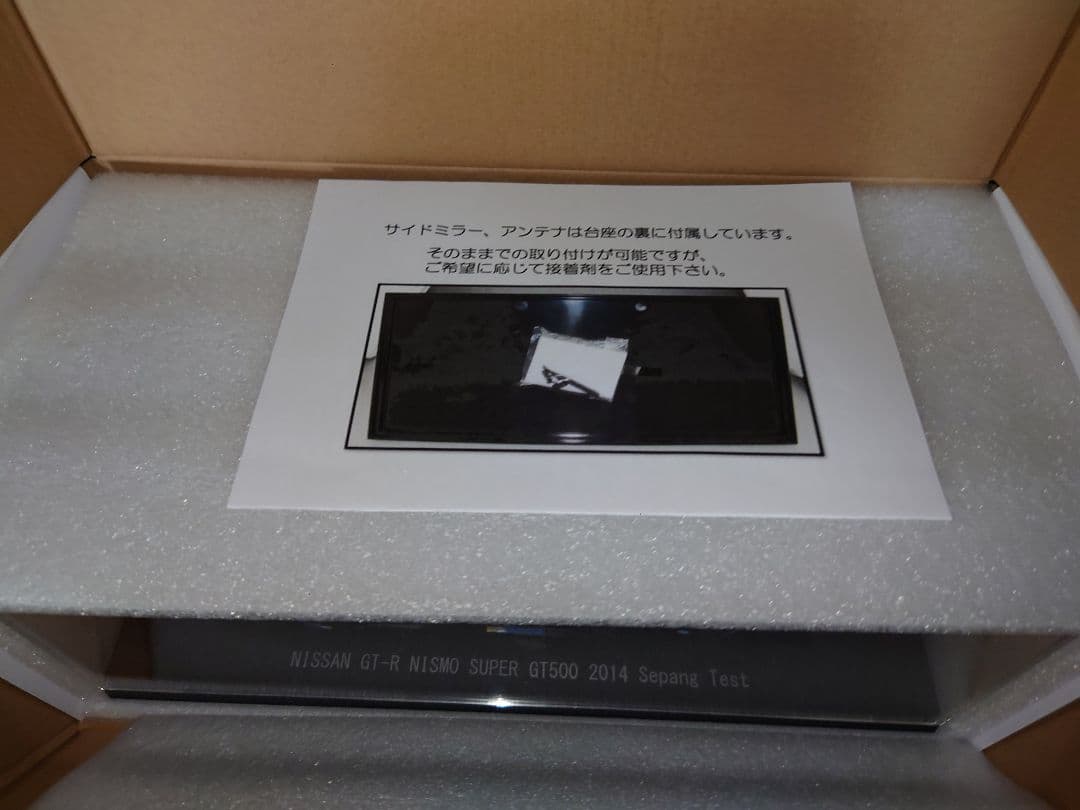 サイドミラー、アンテナは台座の裏に付属しています。
そのままでの取り付けが可能ですが、
ご希望に応じて接着剤をご使用下さい。
NISSAN GT-R NISMO SUPER GT500 2014 Sepang Test